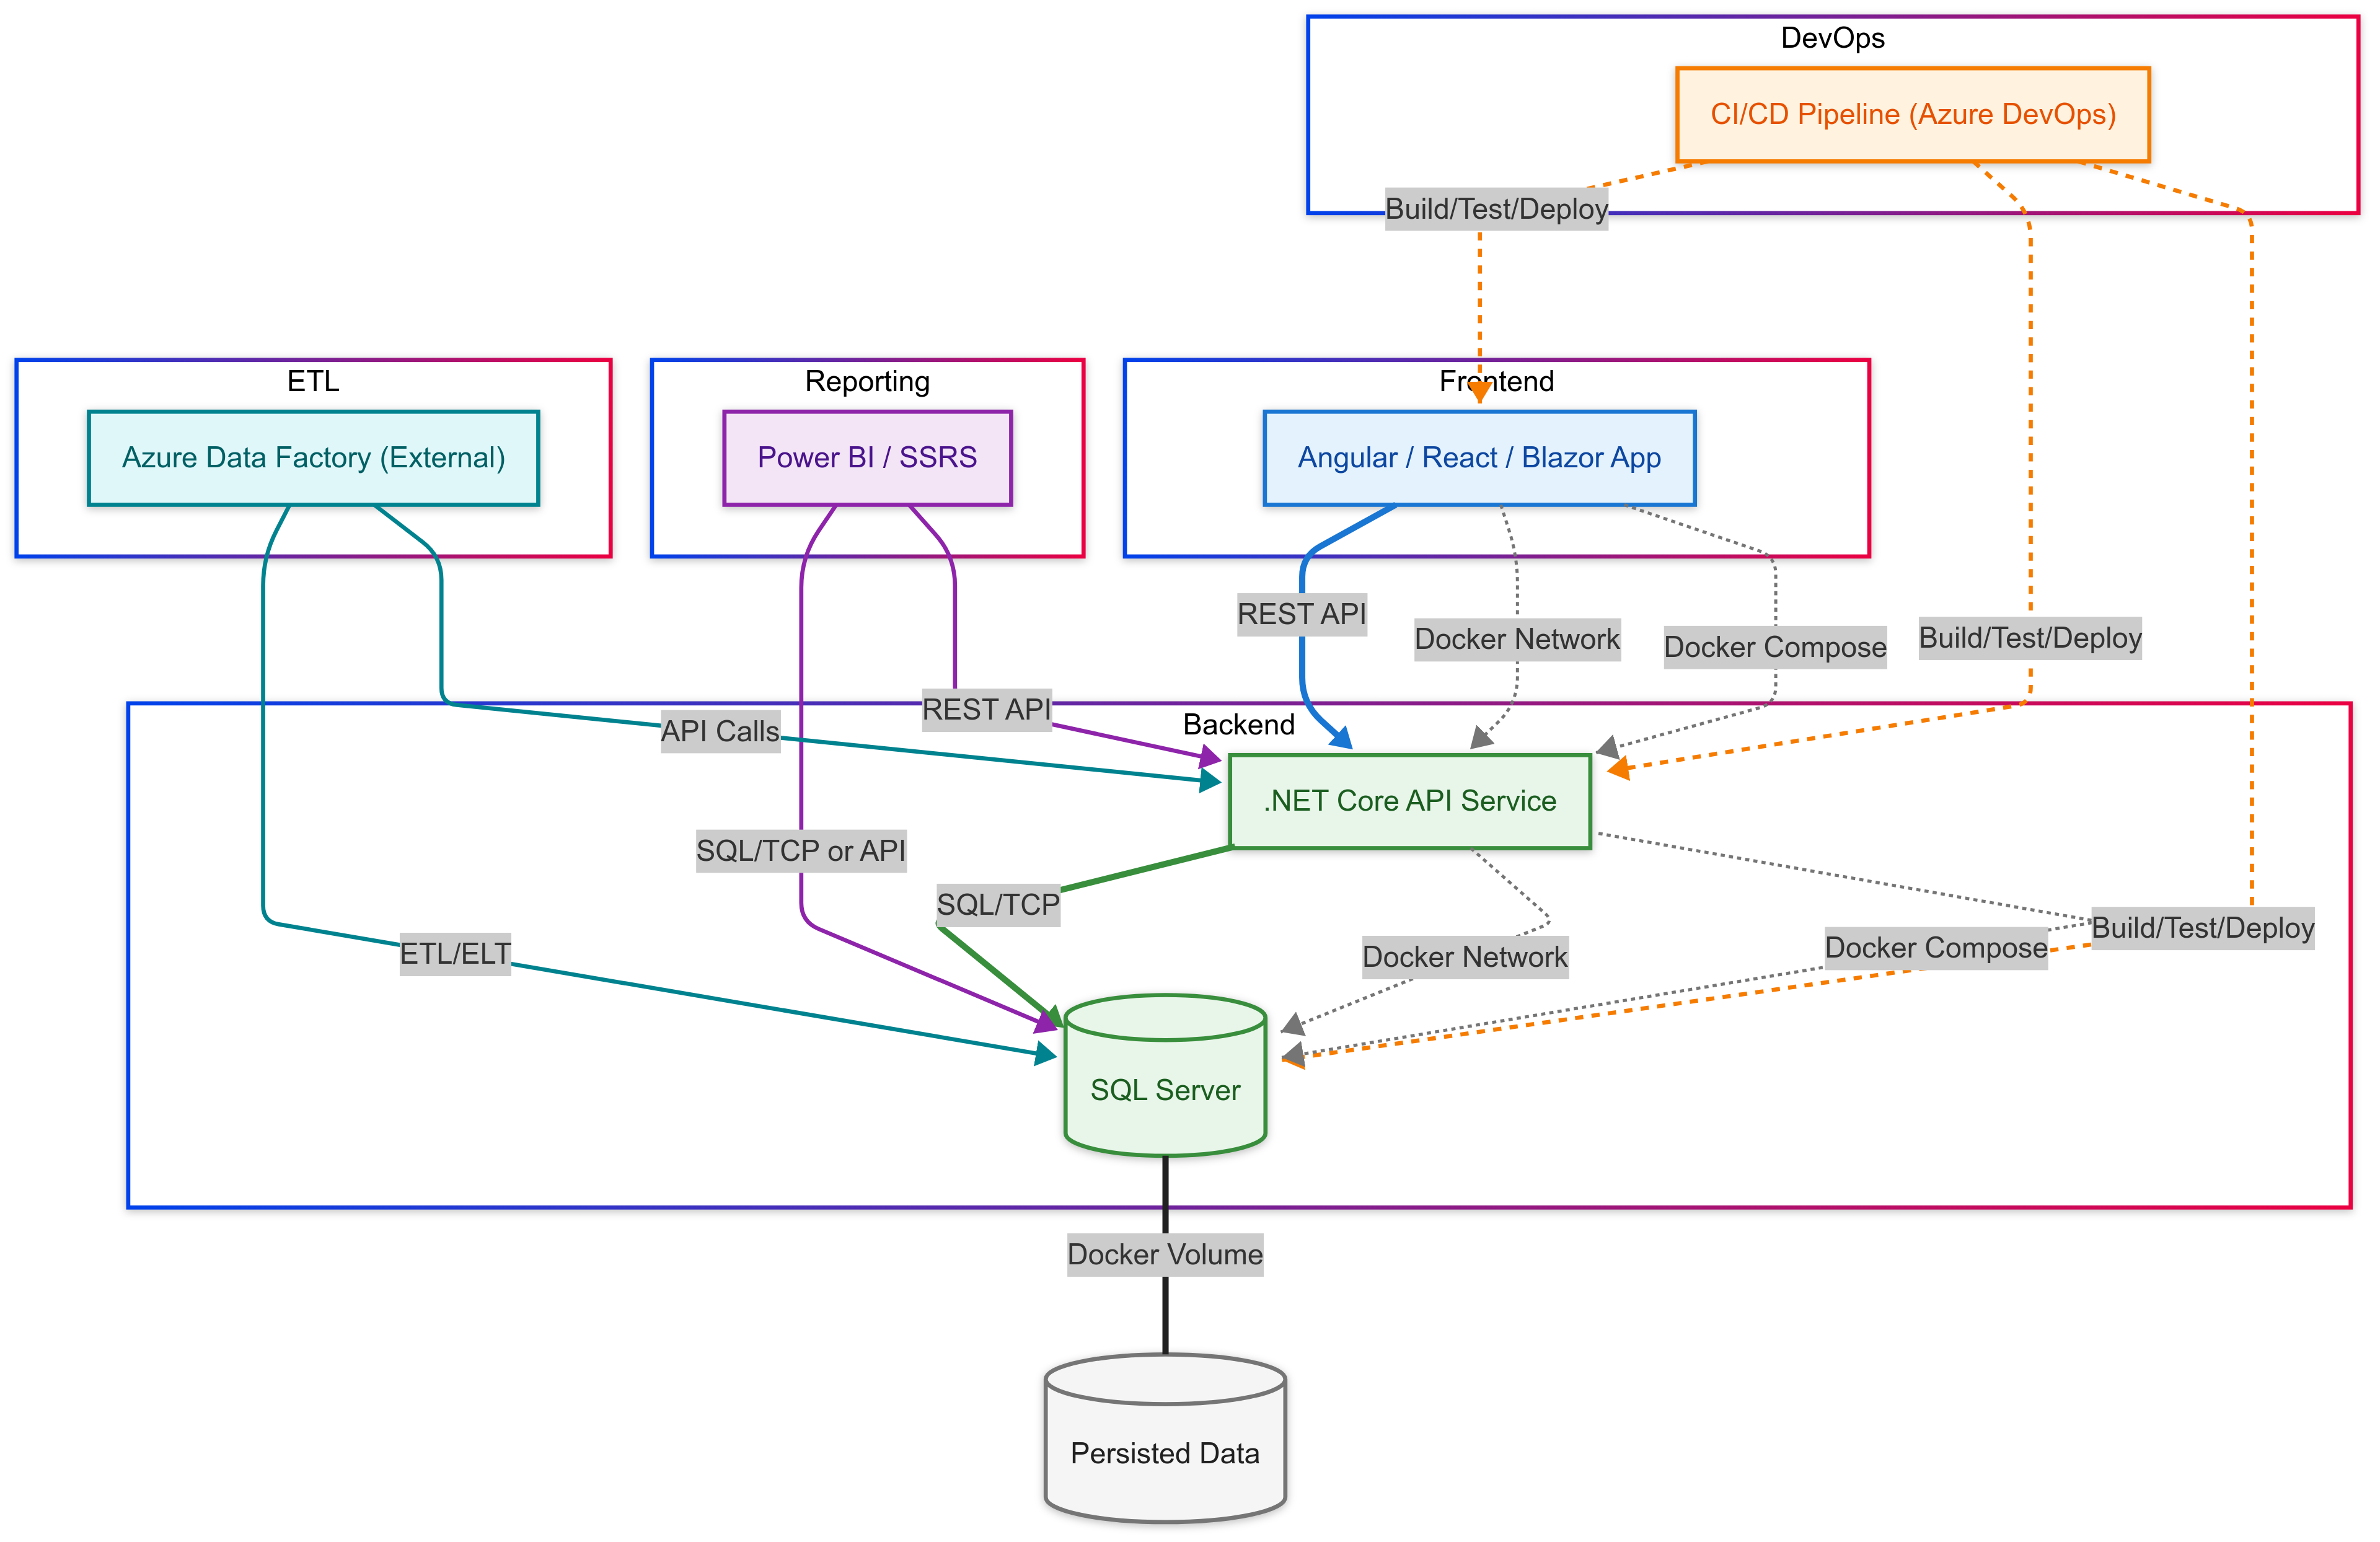 DevOps
CI/CD Pipeline (Azure DevOps)
Build/Test/Deploy
ETL
Reporting
Frontend
Azure Data Factory (External)
Power BI / SSRS
Angular / React / Blazor App
REST API
Docker Network
Docker Compose
Build/Test/Deploy
REST API
API Calls
Backend
.NET Core API Service
SQL/TCP or API
SQL/TCP
Build/Test/Deploy
ETL/ELT
Docker Network
Docker Compose
SQL Server
Docker Volume
Persisted Data